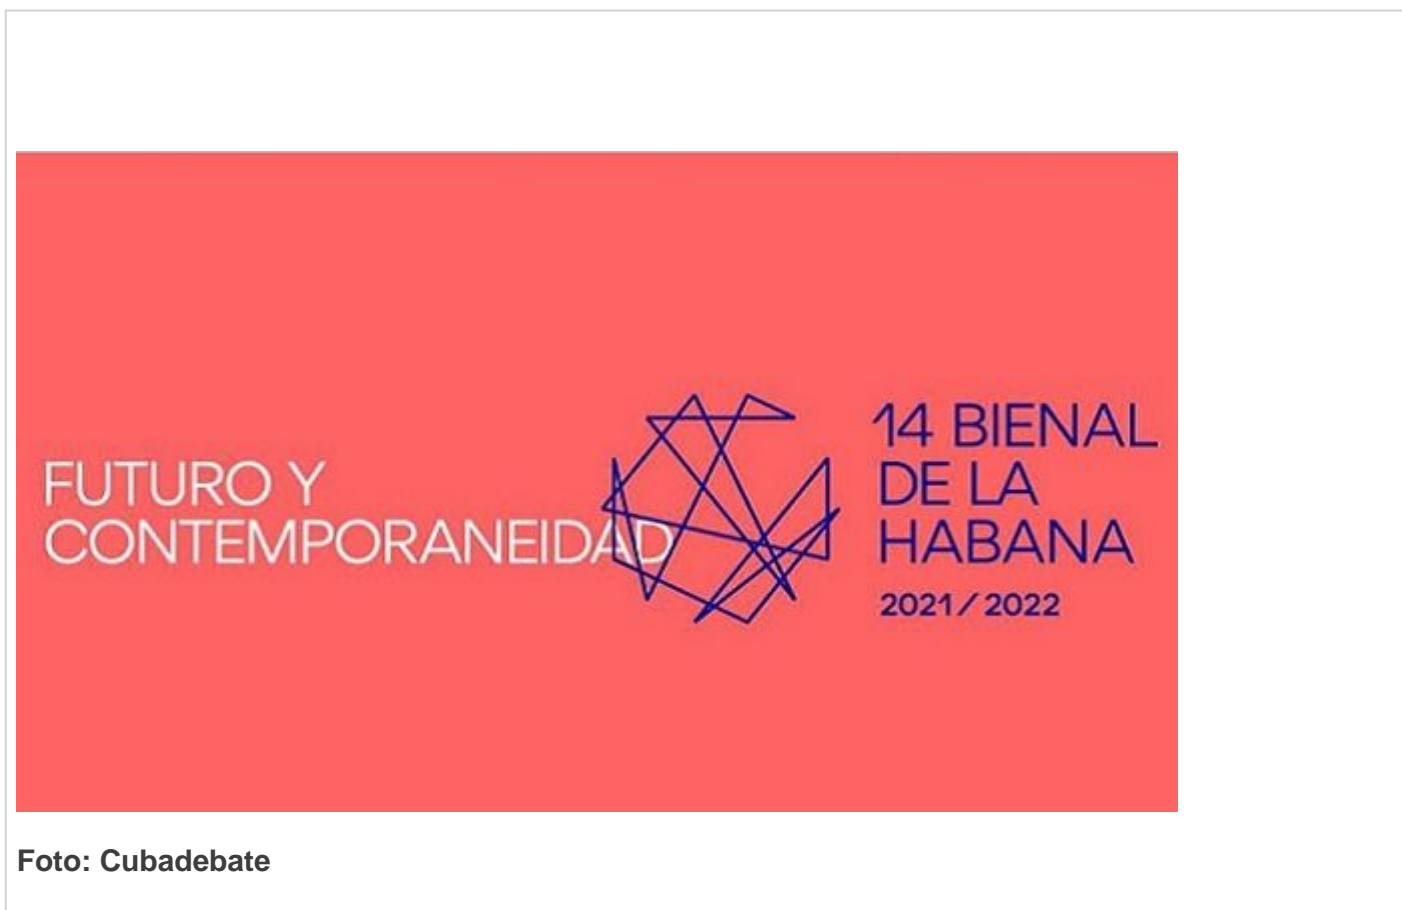 FUTURO Y
CONTEMPORANEIDAD
14 BIENAL
DE LA
HABANA
2021/2022
Foto: Cubadebate